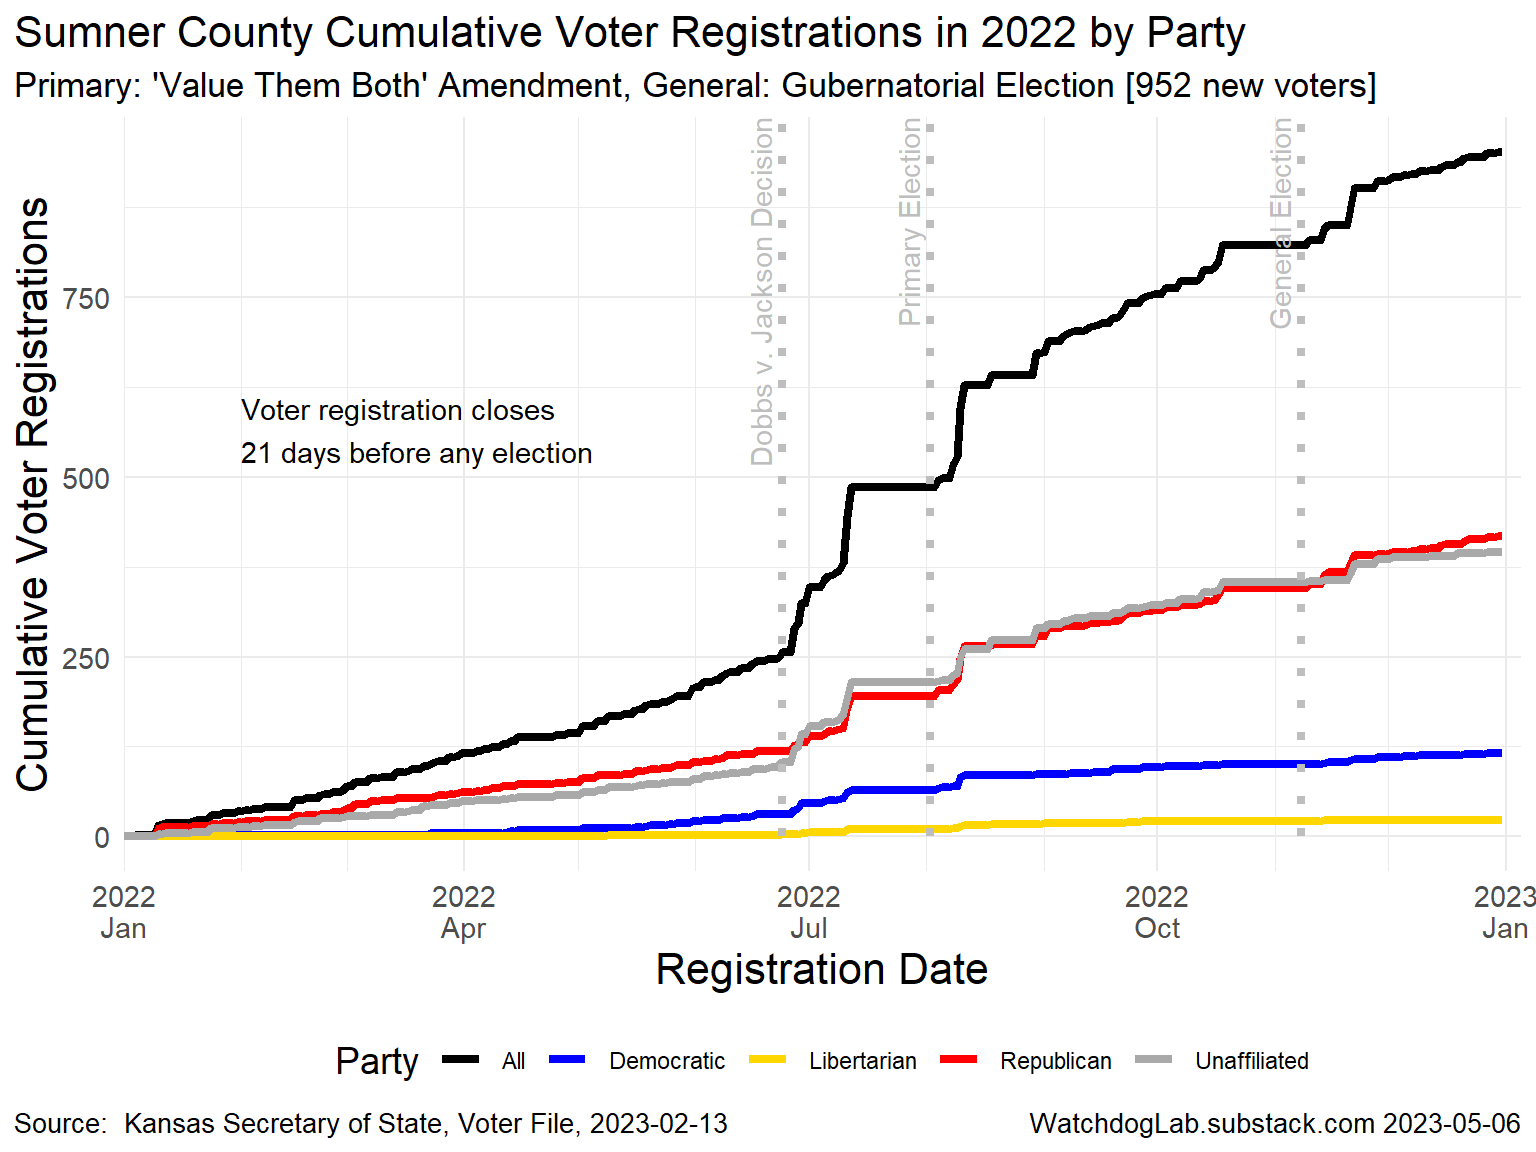 Sumner County Cumulative Voter Registrations in 2022 by Party
Primary: 'Value Them Both' Amendment, General: Gubernatorial Election [952 new voters]
Cumulative Voter Registrations
750
500
250
0
Voter registration closes
21 days before any election
Dobbs v. Jackson Decision
Primary Election
General Election
2022
Jan
2022
Apr
2022
Jul
2022
Oct
2023
Jan
Registration Date
Party All Democratic Libertarian Republican Unaffiliated
Source:  Kansas Secretary of State, Voter File, 2023-02-13
WatchdogLab.substack.com 2023-05-06